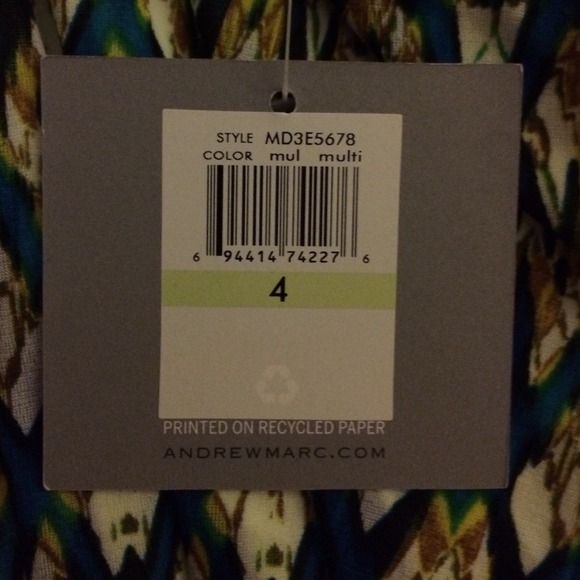 STYLE MD3E5678
COLOR mul multi
6 94414 74227 6
4
PRINTED ON RECYCLED PAPER
ANDREWMARC.COM